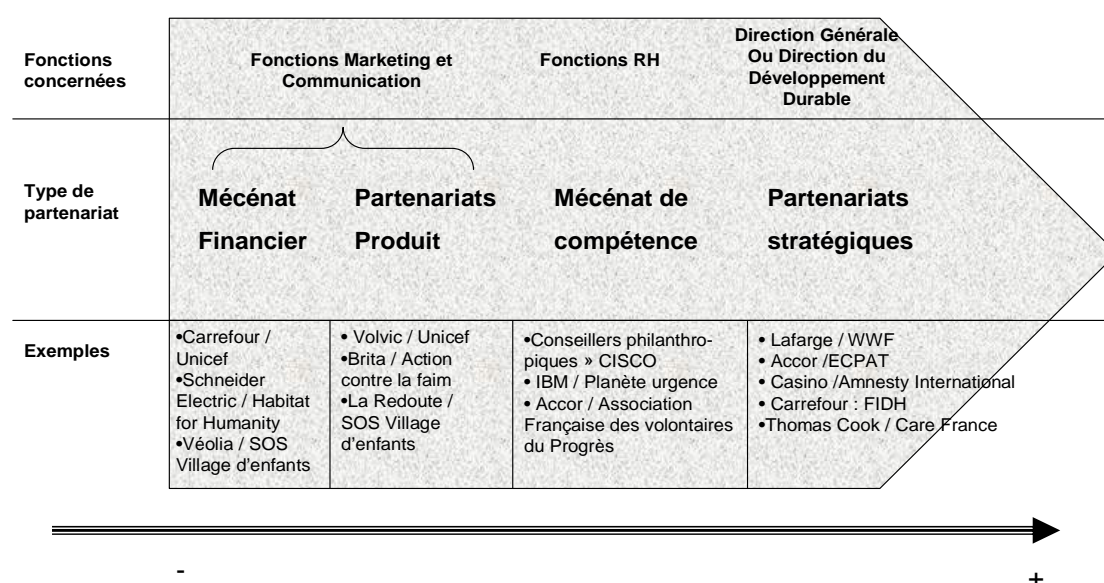 Fonctions
concernées
Fonctions Marketing et
Communication
Fonctions RH
Direction Générale
Ou Direction du
Développement
Durable
Type de
partenariat
Mécénat
Financier
Partenariats
Produit
Mécénat de
compétence
Partenariats
stratégiques
Exemples
•Carrefour /
Unicef
•Schneider
Electric / Habitat
for Humanity
•Véolia / SOS
Village d’enfants
• Volvic / Unicef
•Brita / Action
contre la faim
•La Redoute /
SOS Village
d’enfants
•Conseillers philanthro-
piques » CISCO
• IBM / Planète urgence
• Accor / Association
Française des volontaires
du Progrès
• Lafarge / WWF
• Accor /ECPAT
• Casino /Amnesty International
• Carrefour : FIDH
•Thomas Cook / Care France
-
+